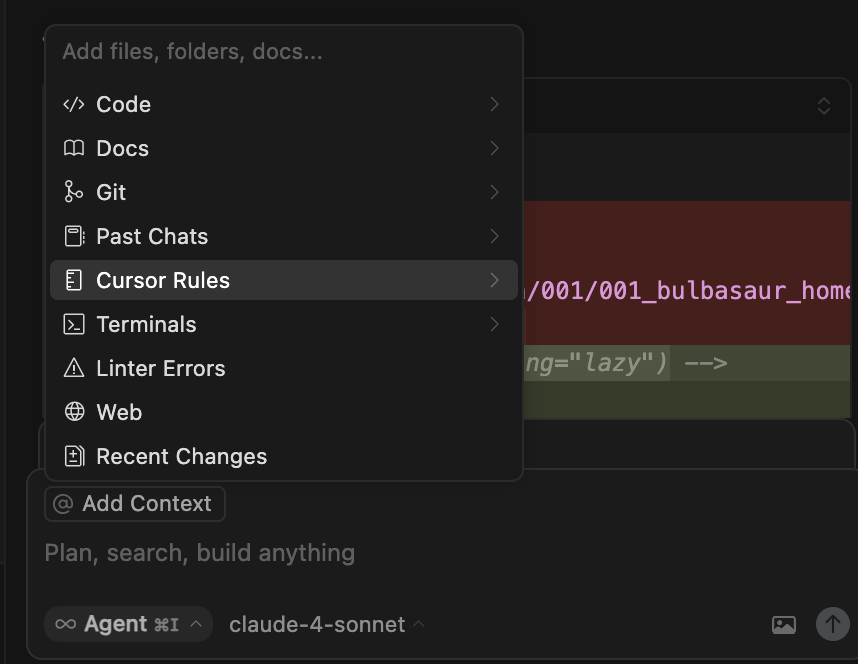 Add files, folders, docs...
Code
Docs
Git
Past Chats
Cursor Rules
/001/001_bulbasaur_home
Terminals
ng="lazy") -->
Linter Errors
Web
Recent Changes
@ Add Context
Plan, search, build anything
Agent ⌘I
claude-4-sonnet